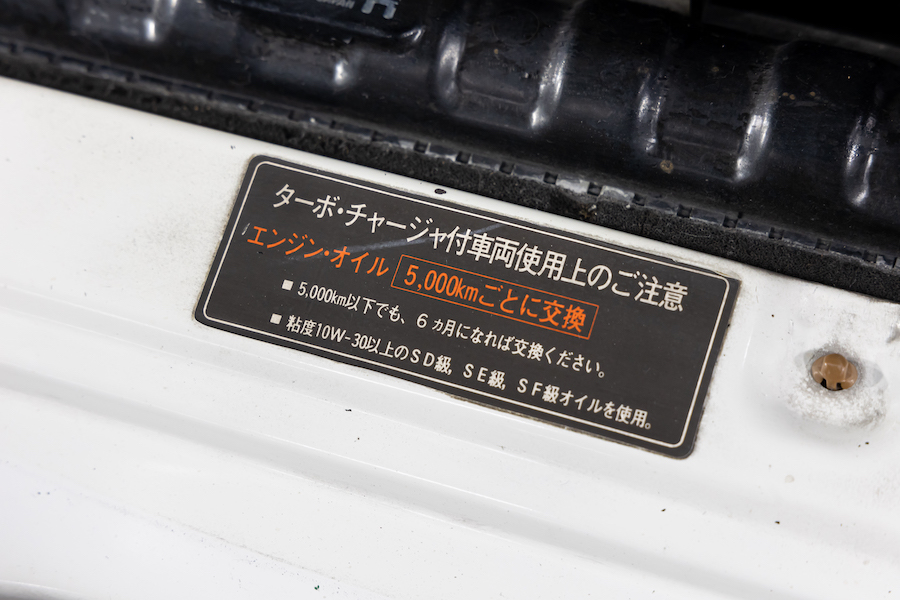 ターボ・チャージャ付車両使用上のご注意
エンジン・オイル 5,000kmごとに交換
■ 5,000km以下でも、6カ月になれば交換ください。
■ 粘度10W-30以上のSD級, SE級, SF級オイルを使用。